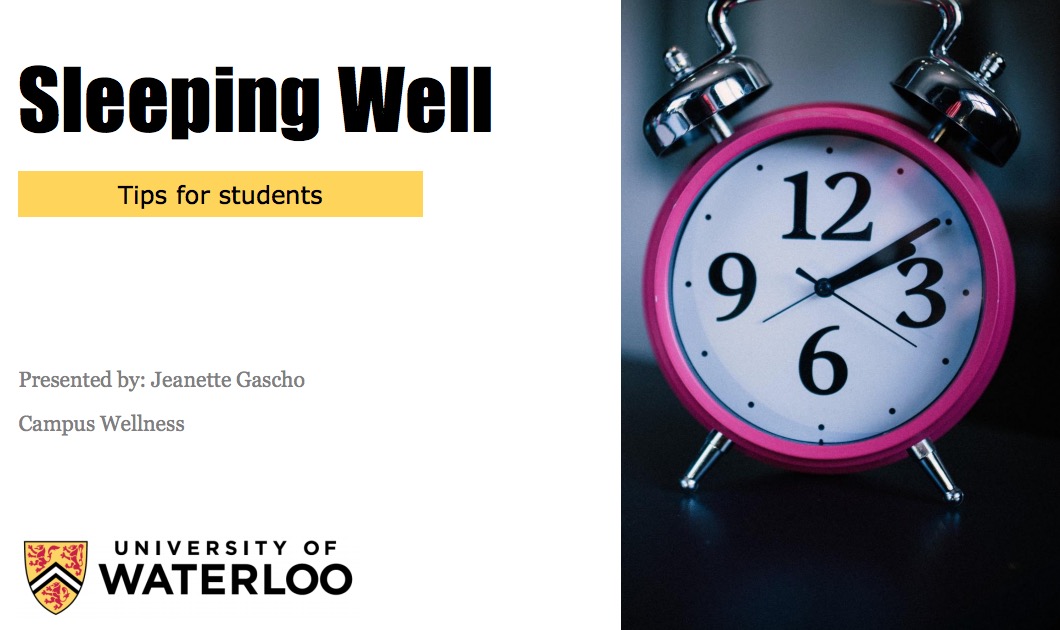 Sleeping Well
Tips for students
Presented by: Jeanette Gascho
Campus Wellness
UNIVERSITY OF
WATERLOO
12
9
3
6